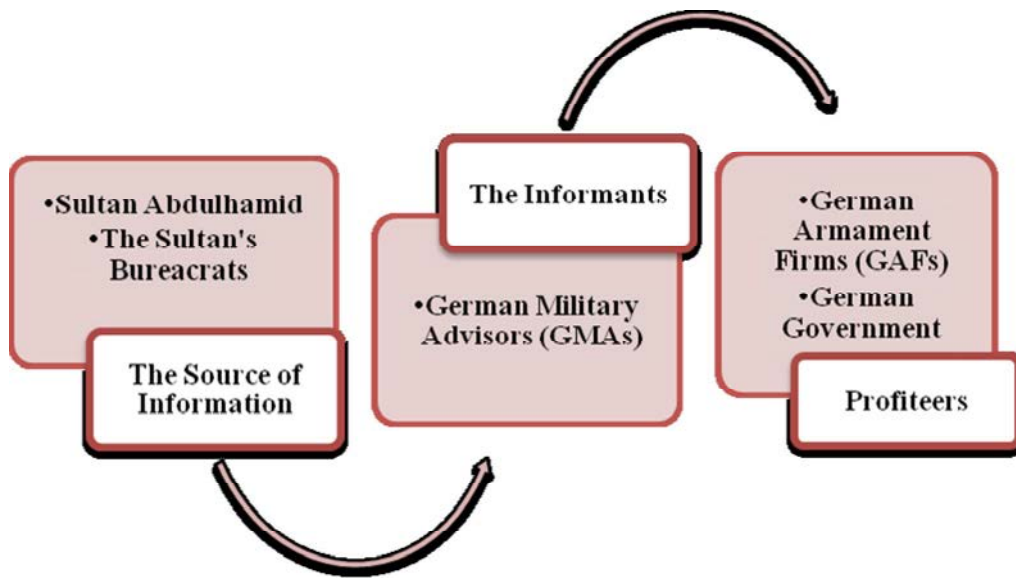 •Sultan Abdulhamid
•The Sultan's
Bureacrats
The Source of
Information
The Informants
•German Military
Advisors (GMAs)
•German
Armament
Firms (GAFs)
•German
Government
Profiteers